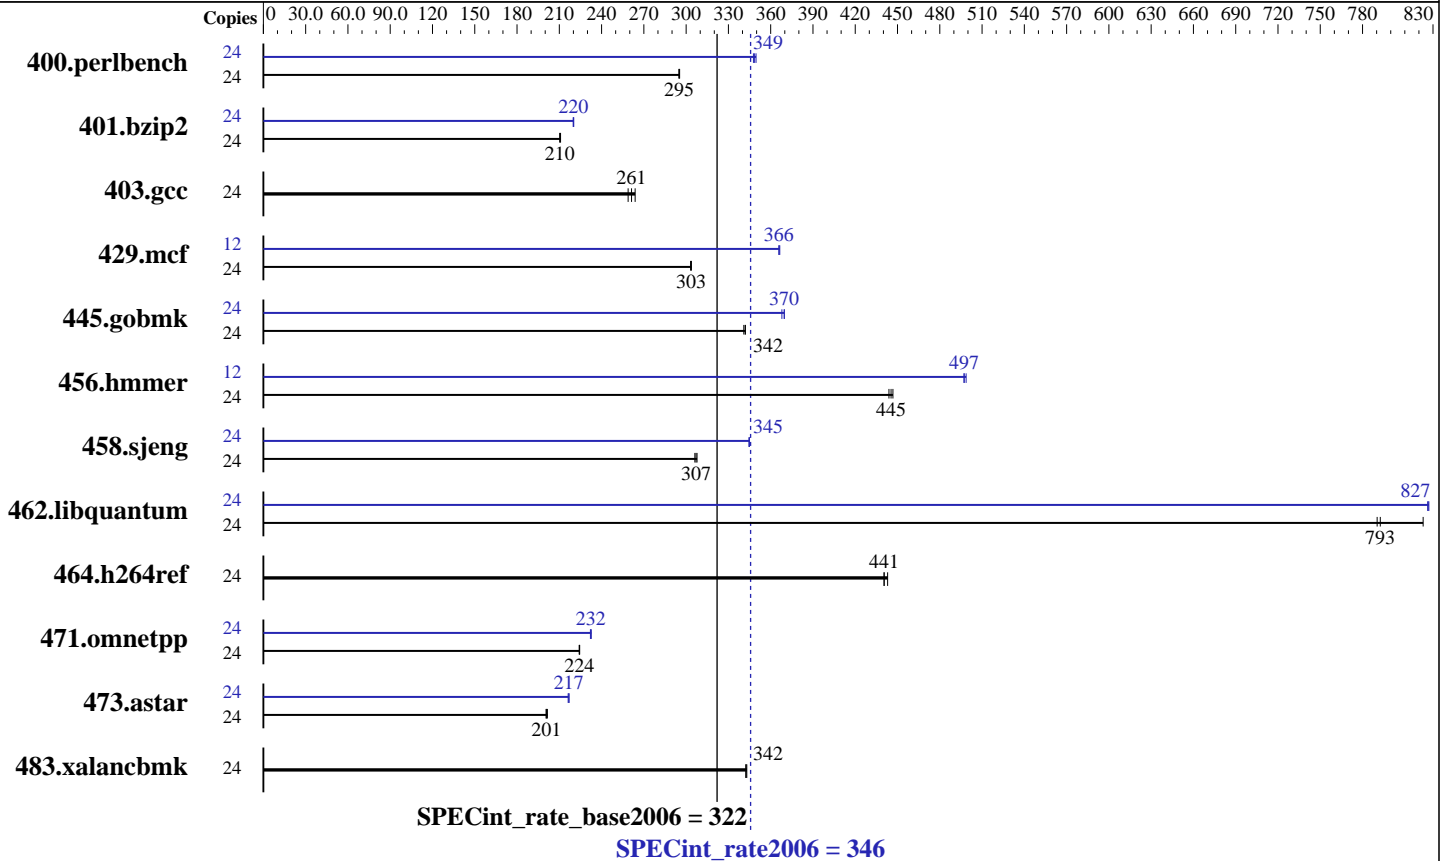 Copies 0 30.0 60.0 90.0 120 150 180 210 240 270 300 330 360 390 420 450 480 510 540 570 600 630 660 690 720 750 780 830
400.perlbench 24 349
24 295
401.bzip2 24 220
24 210
403.gcc 24 261
429.mcf 12 366
24 303
445.gobmk 24 370
24 342
456.hmmer 12 497
24 445
458.sjeng 24 345
24 307
462.libquantum 24 827
24 793
464.h264ref 24 441
471.omnetpp 24 232
24 224
473.astar 24 217
24 201
483.xalancbmk 24 342
SPECint_rate_base2006 = 322
SPECint_rate2006 = 346